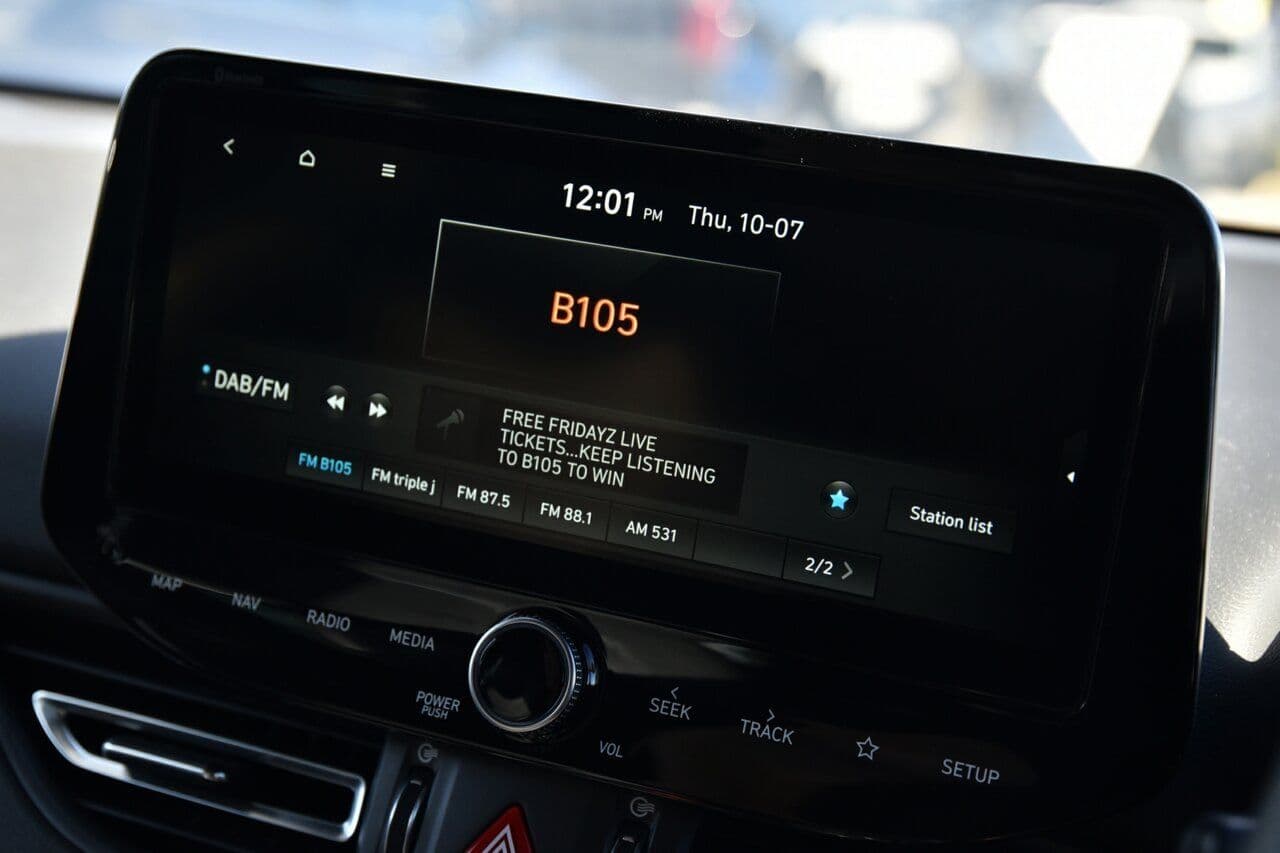 Bluetooth
12:01 PM Thu, 10-07
B105
DAB/FM
FREE FRIDAYZ LIVE
TICKETS...KEEP LISTENING
TO B105 TO WIN
Station list
FM B105 FM triple j FM 87.5 FM 88.1 AM 531 2/2
MAP NAV RADIO MEDIA
POWER
PUSH
VOL
SEEK TRACK SETUP